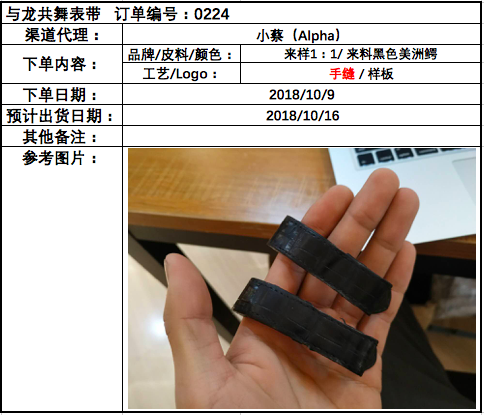 与龙共舞表带 订单编号：0224
渠道代理： 小蔡（Alpha）
下单内容： 品牌/皮料/颜色： 来样1：1/ 来料黑色美洲鳄
工艺/Logo： 手缝 / 样板
下单日期： 2018/10/9
预计出货日期： 2018/10/16
其他备注：
参考图片：